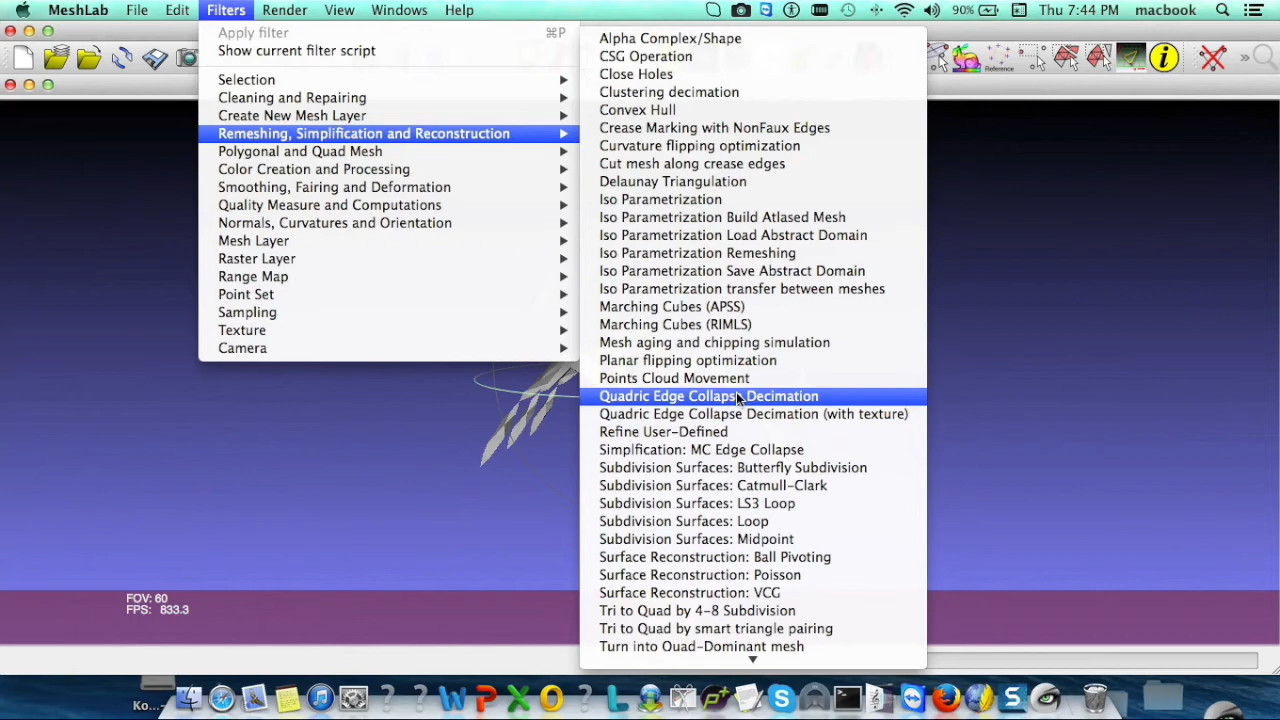 MeshLab File Edit Filters Render View Windows Help 90% Thu 7:44 PM macbook
Apply filter ⌘P
Show current filter script
Selection
Cleaning and Repairing
Create New Mesh Layer
Remeshing, Simplification and Reconstruction
Polygonal and Quad Mesh
Color Creation and Processing
Smoothing, Fairing and Deformation
Quality Measure and Computations
Normals, Curvatures and Orientation
Mesh Layer
Raster Layer
Range Map
Point Set
Sampling
Texture
Camera
Alpha Complex/Shape
CSG Operation
Close Holes
Clustering decimation
Convex Hull
Crease Marking with NonFaux Edges
Curvature flipping optimization
Cut mesh along crease edges
Delaunay Triangulation
Iso Parametrization
Iso Parametrization Build Atlased Mesh
Iso Parametrization Load Abstract Domain
Iso Parametrization Remeshing
Iso Parametrization Save Abstract Domain
Iso Parametrization transfer between meshes
Marching Cubes (APSS)
Marching Cubes (RIMLS)
Mesh aging and chipping simulation
Planar flipping optimization
Points Cloud Movement
Quadric Edge Collapse Decimation
Quadric Edge Collapse Decimation (with texture)
Refine User-Defined
Simplfication: MC Edge Collapse
Subdivision Surfaces: Butterfly Subdivision
Subdivision Surfaces: Catmull-Clark
Subdivision Surfaces: LS3 Loop
Subdivision Surfaces: Loop
Subdivision Surfaces: Midpoint
Surface Reconstruction: Ball Pivoting
Surface Reconstruction: Poisson
Surface Reconstruction: VCG
Tri to Quad by 4-8 Subdivision
Tri to Quad by smart triangle pairing
Turn into Quad-Dominant mesh
Reference
FOV: 60
FPS: 833.3
Ko...